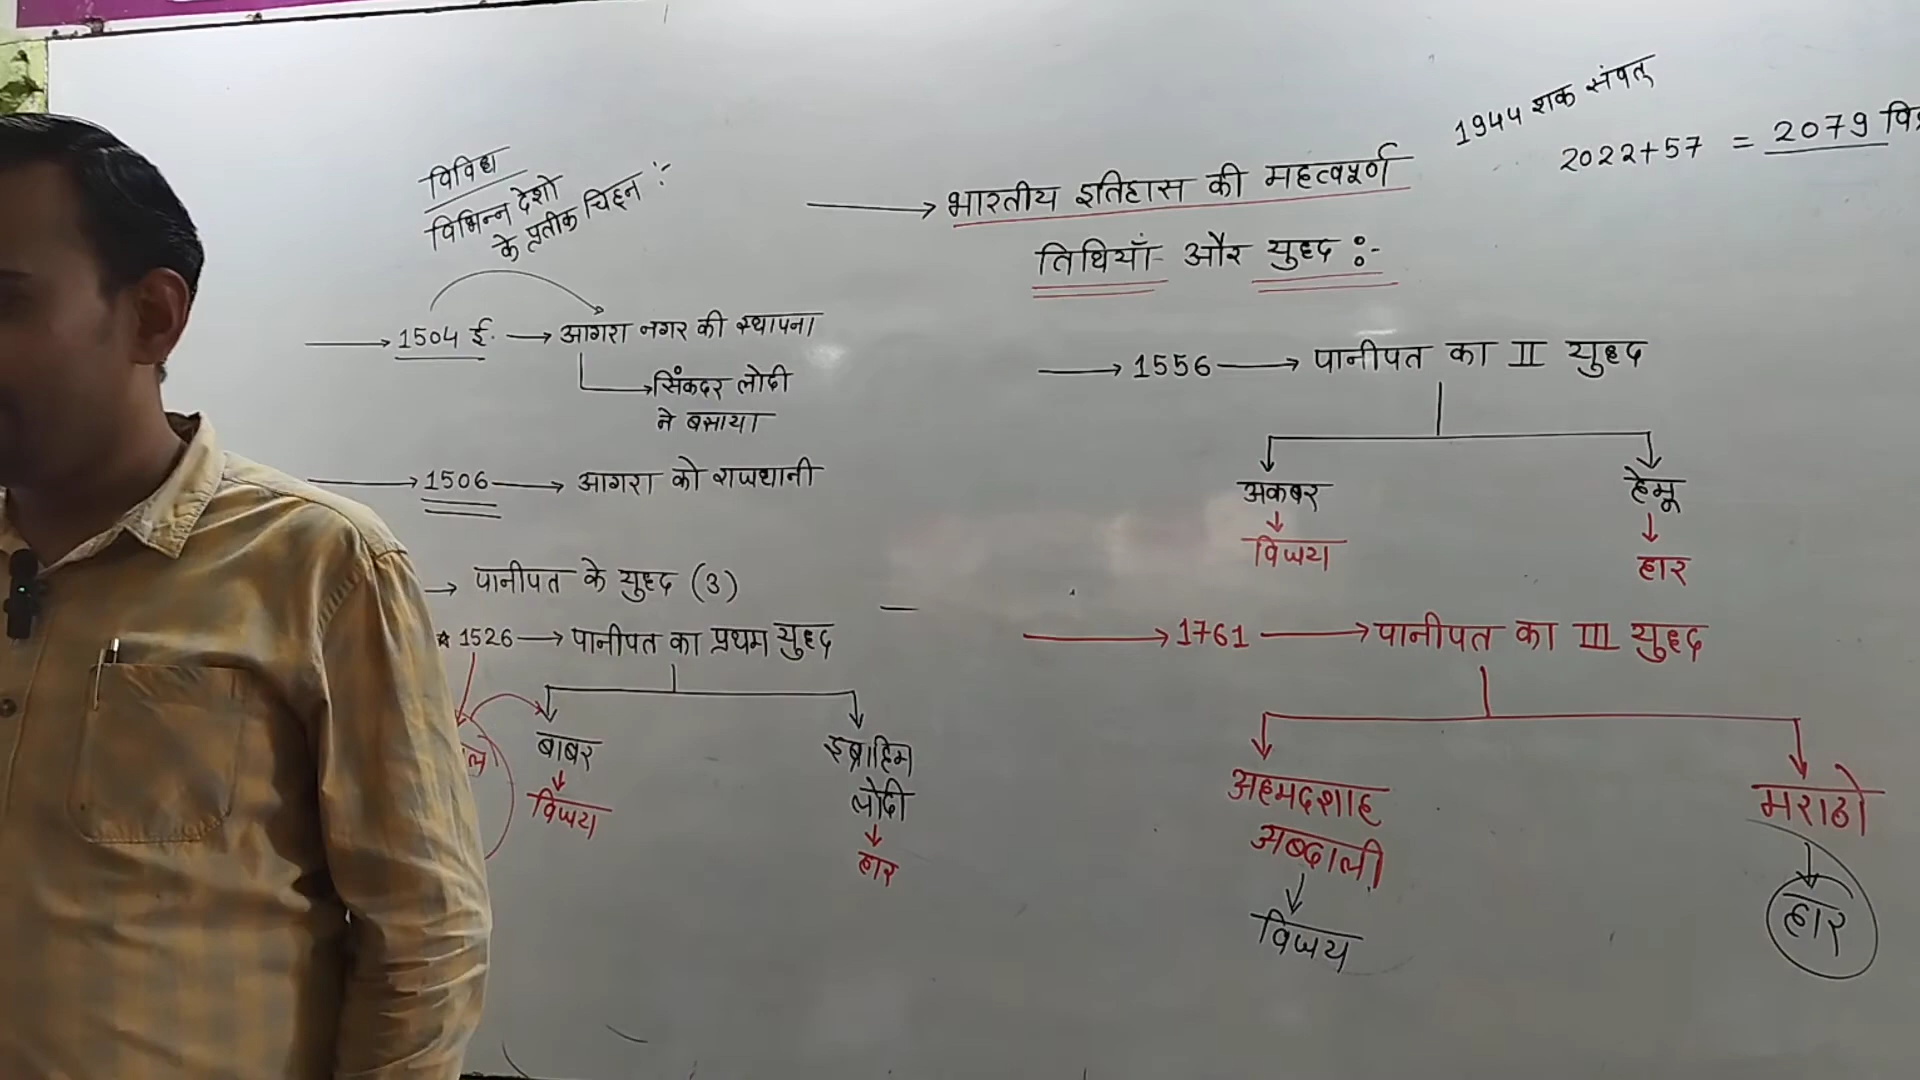 1944 शक संवत्
2022+57 = 2079
विविध
विभिन्न देशो
के प्रतीक चिह्न :-
भारतीय इतिहास की महत्वपूर्ण
तिथियाँ और युद्ध :-
1504 ई. → आगरा नगर की स्थापना
सिंकदर लोदी
ने बसाया
1506 → आगरा को राजधानी
→ पानीपत के युद्ध (3)
* 1526 → पानीपत का प्रथम युद्ध
बाबर
विजय
इब्राहिम
लोदी
हार
→ 1556 → पानीपत का II युद्ध
अकबर
विजय
हेमू
हार
→ 1761 → पानीपत का III युद्ध
अहमदशाह
अब्दाली
विजय
मराठो
हार